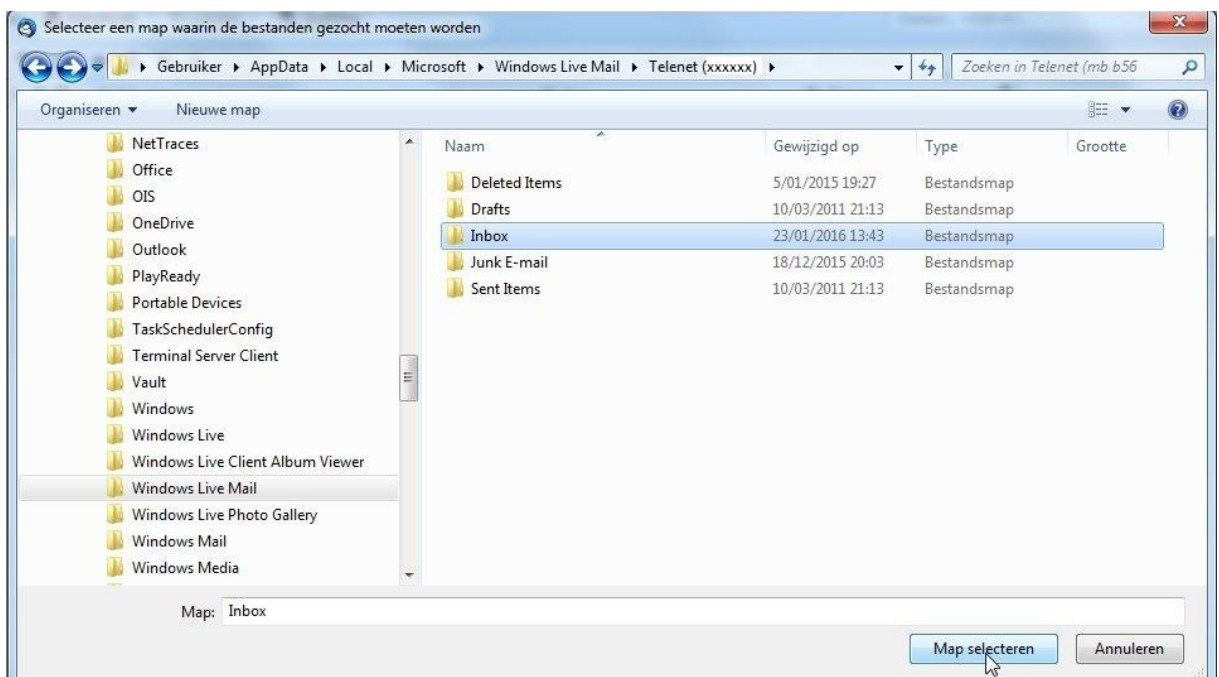 Selecteer een map waarin de bestanden gezocht moeten worden
Gebruiker AppData Local Microsoft Windows Live Mail Telenet (xxxxxx)
Zoeken in Telenet (mb b56
Organiseren Nieuwe map
NetTraces
Office
OIS
OneDrive
Outlook
PlayReady
Portable Devices
TaskSchedulerConfig
Terminal Server Client
Vault
Windows
Windows Live
Windows Live Client Album Viewer
Windows Live Mail
Windows Live Photo Gallery
Windows Mail
Windows Media
Naam Gewijzigd op Type Grootte
Deleted Items 5/01/2015 19:27 Bestandsmap
Drafts 10/03/2011 21:13 Bestandsmap
Inbox 23/01/2016 13:43 Bestandsmap
Junk E-mail 18/12/2015 20:03 Bestandsmap
Sent Items 10/03/2011 21:13 Bestandsmap
Map: Inbox
Map selecteren Annuleren